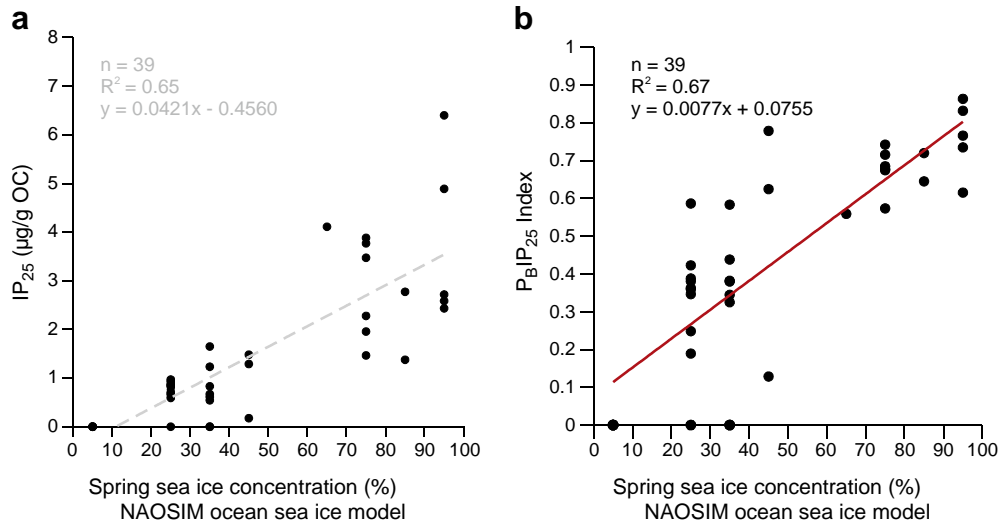 a
8
7
6
5
4
3
2
1
0
IP25 (µg/g OC)
n = 39
R² = 0.65
y = 0.0421x - 0.4560
0 10 20 30 40 50 60 70 80 90 100
Spring sea ice concentration (%)
NAOSIM ocean sea ice model
b
1
0.9
0.8
0.7
0.6
0.5
0.4
0.3
0.2
0.1
0
PBIP25 Index
n = 39
R² = 0.67
y = 0.0077x + 0.0755
0 10 20 30 40 50 60 70 80 90 100
Spring sea ice concentration (%)
NAOSIM ocean sea ice model